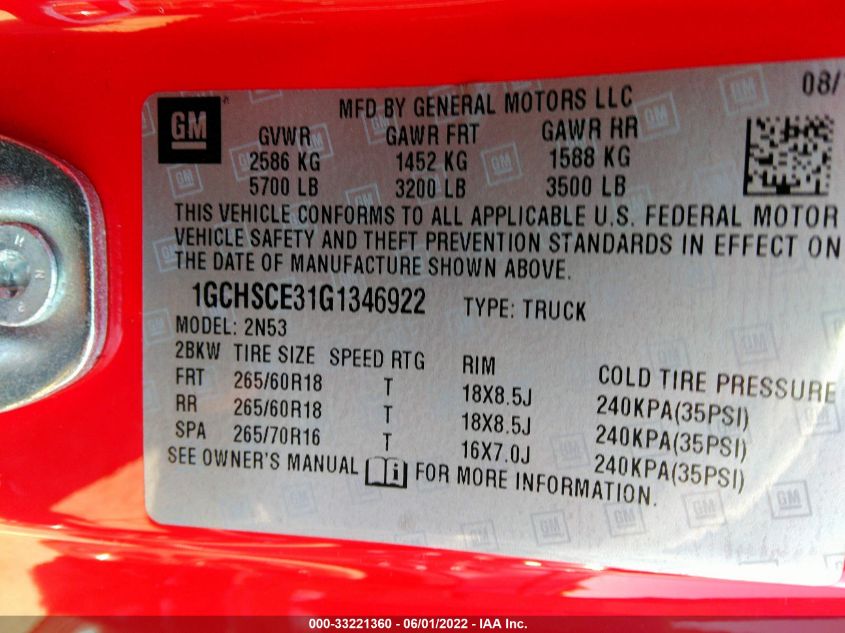 08/
GM
MFD BY GENERAL MOTORS LLC
GVWR GAWR FRT GAWR RR
2586 KG 1452 KG 1588 KG
5700 LB 3200 LB 3500 LB
THIS VEHICLE CONFORMS TO ALL APPLICABLE U.S. FEDERAL MOTOR
VEHICLE SAFETY AND THEFT PREVENTION STANDARDS IN EFFECT ON
THE DATE OF MANUFACTURE SHOWN ABOVE.
1GCHSCE31G1346922 TYPE: TRUCK
MODEL: 2N53
2BKW TIRE SIZE SPEED RTG RIM COLD TIRE PRESSURE
FRT 265/60R18 T 18X8.5J 240KPA(35PSI)
RR 265/60R18 T 18X8.5J 240KPA(35PSI)
SPA 265/70R16 T 16X7.0J 240KPA(35PSI)
SEE OWNER'S MANUAL FOR MORE INFORMATION.
000-33221360 - 06/01/2022 - IAA Inc.